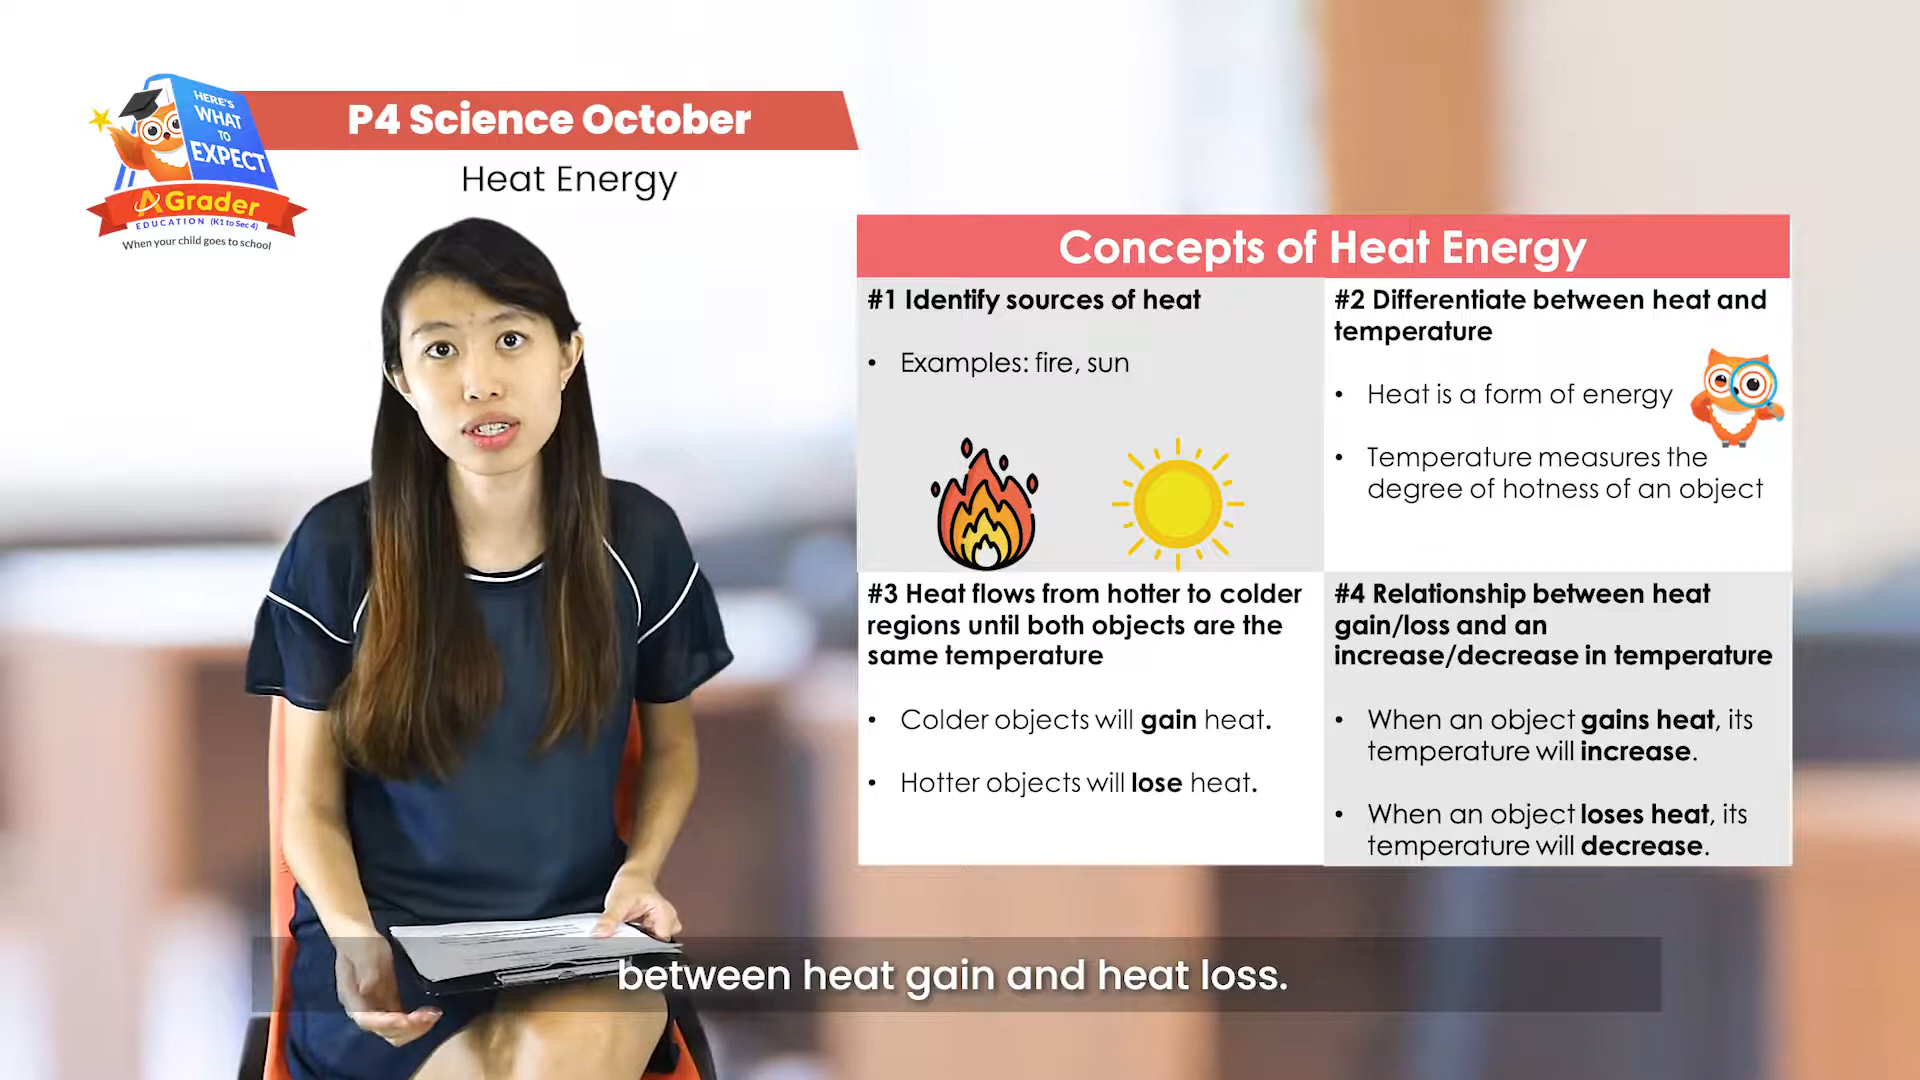 HERE'S
WHAT
TO
EXPECT
AGrader
EDUCATION (K1 to Sec 4)
When your child goes to school
P4 Science October
Heat Energy
Concepts of Heat Energy
#1 Identify sources of heat
• Examples: fire, sun
#2 Differentiate between heat and
temperature
• Heat is a form of energy
• Temperature measures the
degree of hotness of an object
#3 Heat flows from hotter to colder
regions until both objects are the
same temperature
• Colder objects will gain heat.
• Hotter objects will lose heat.
#4 Relationship between heat
gain/loss and an
increase/decrease in temperature
• When an object gains heat, its
temperature will increase.
• When an object loses heat, its
temperature will decrease.
between heat gain and heat loss.